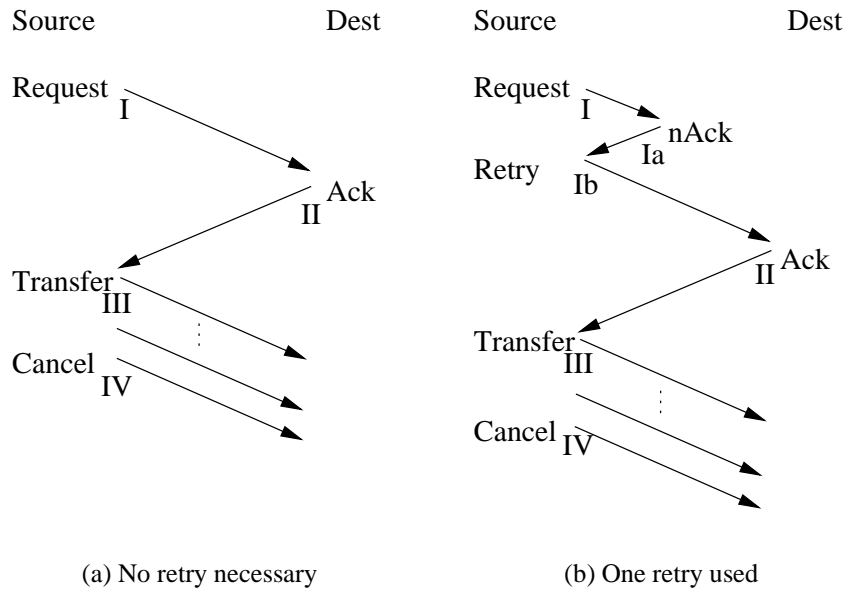 Source Dest
Request
I
Ack
II
Transfer
III
Cancel
IV
(a) No retry necessary
Source Dest
Request
I
nAck
Ia
Retry
Ib
Ack
II
Transfer
III
Cancel
IV
(b) One retry used